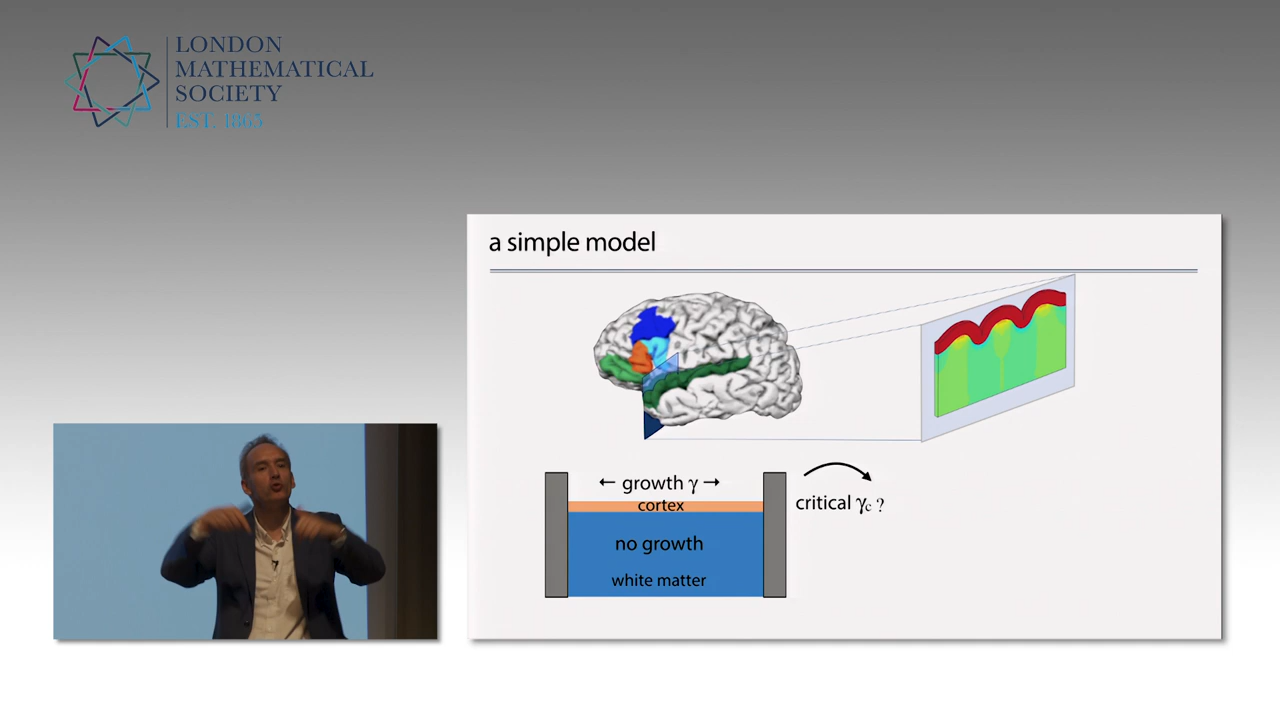 LONDON
MATHEMATICAL
SOCIETY
EST. 1865
a simple model
← growth γ →
cortex
no growth
white matter
critical γc ?